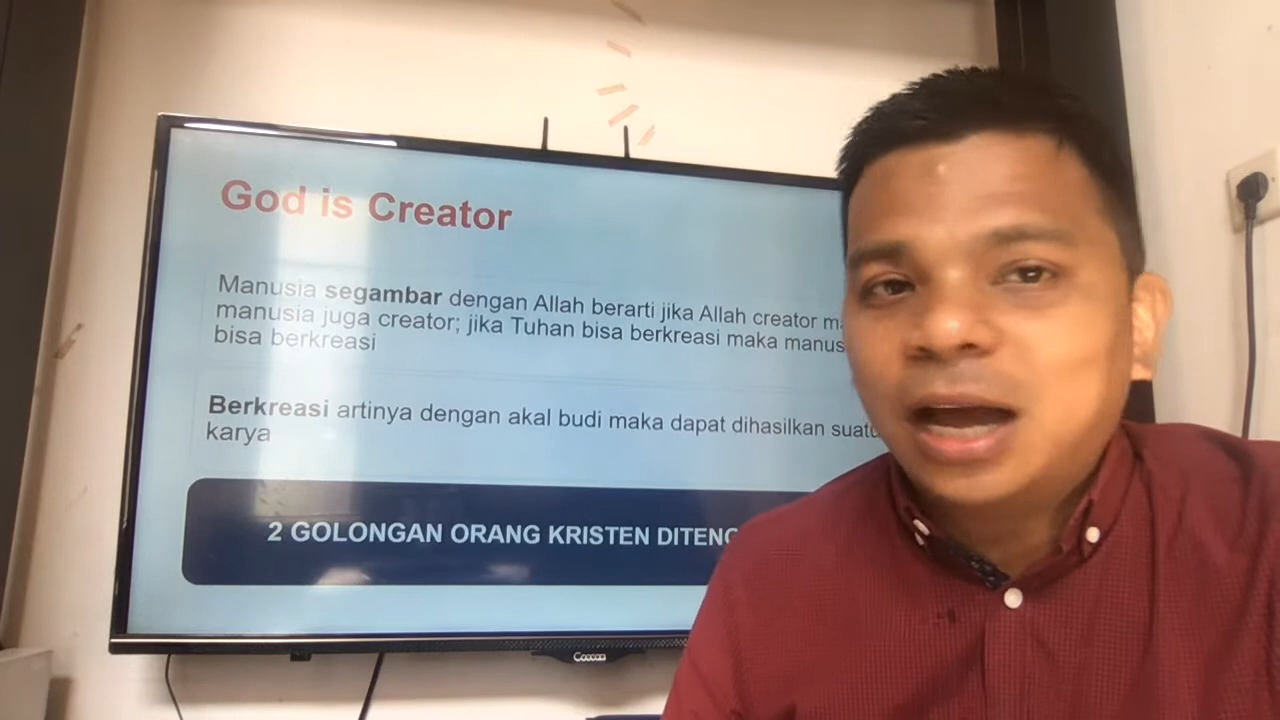 God is Creator
Manusia segambar dengan Allah berarti jika Allah creator
manusia juga creator; jika Tuhan bisa berkreasi maka
bisa berkreasi
Berkreasi artinya dengan akal budi maka dapat dihasilkan
karya
2 GOLONGAN ORANG KRISTEN
Coocaa